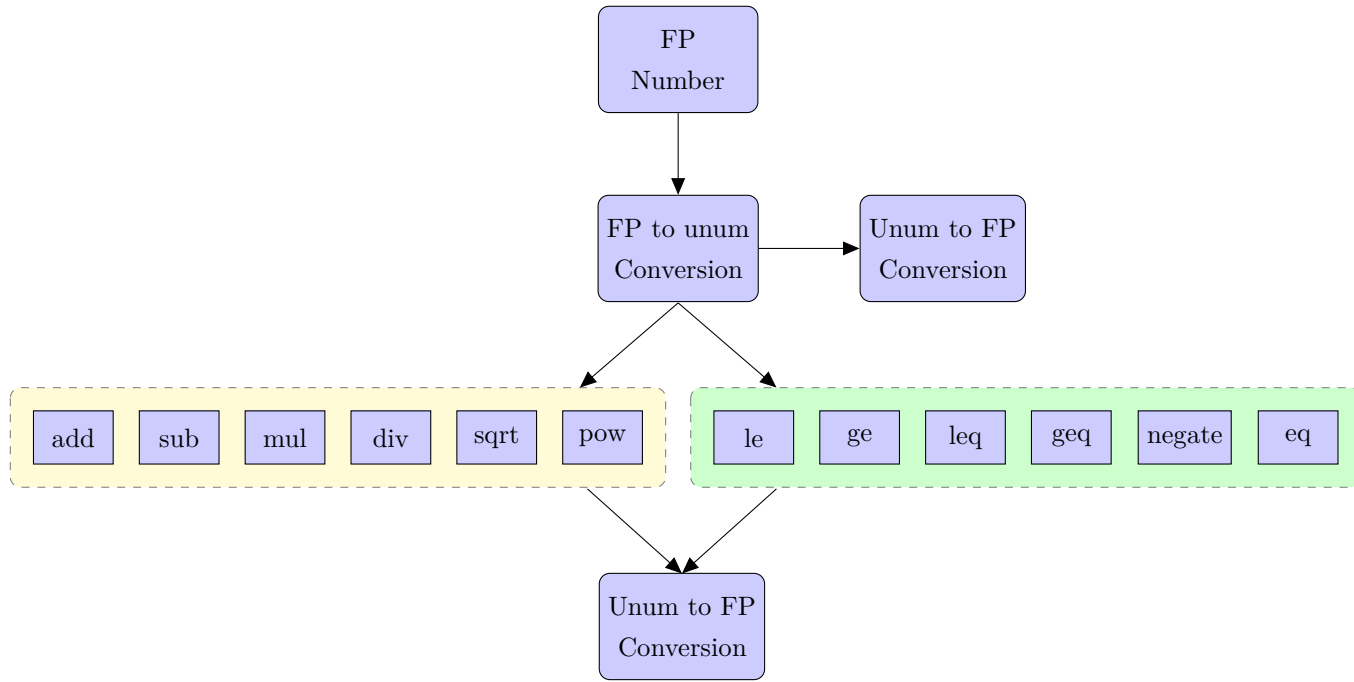 FP
Number
FP to unum
Conversion
Unum to FP
Conversion
add
sub
mul
div
sqrt
pow
le
ge
leq
geq
negate
eq
Unum to FP
Conversion